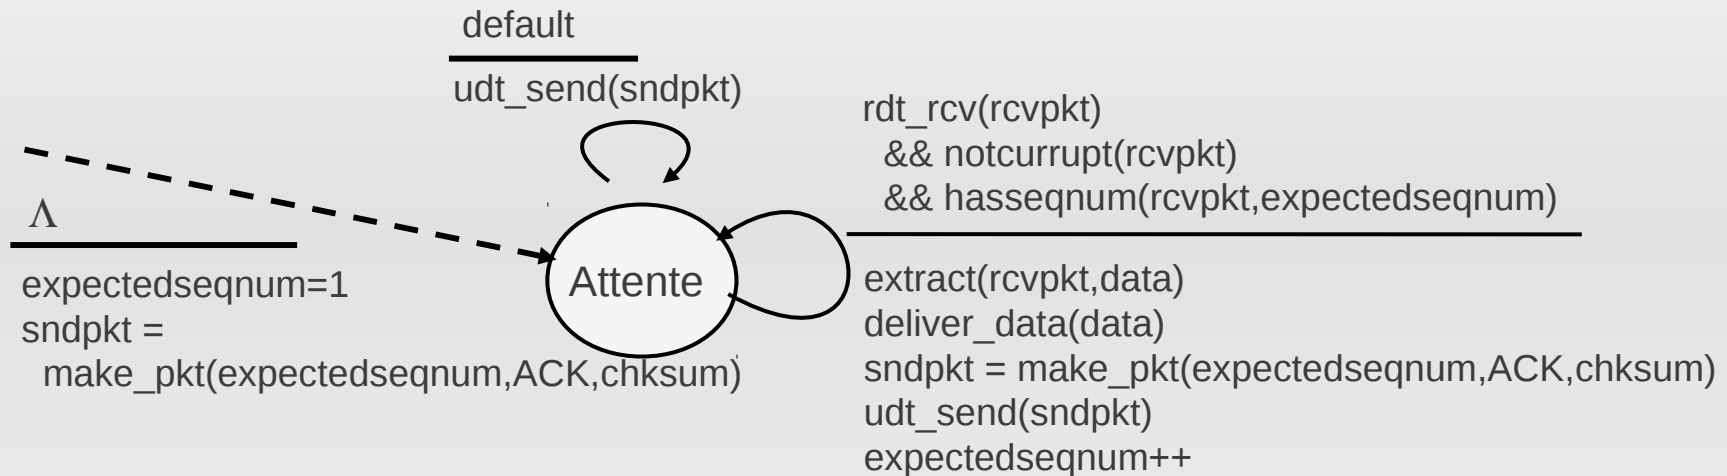 default
udt_send(sndpkt)
rdt_rcv(rcvpkt)
&& notcurrupt(rcvpkt)
&& hasseqnum(rcvpkt,expectedseqnum)
Λ
expectedseqnum=1
sndpkt =
make_pkt(expectedseqnum,ACK,chksum)
Attente
extract(rcvpkt,data)
deliver_data(data)
sndpkt = make_pkt(expectedseqnum,ACK,chksum)
udt_send(sndpkt)
expectedseqnum++